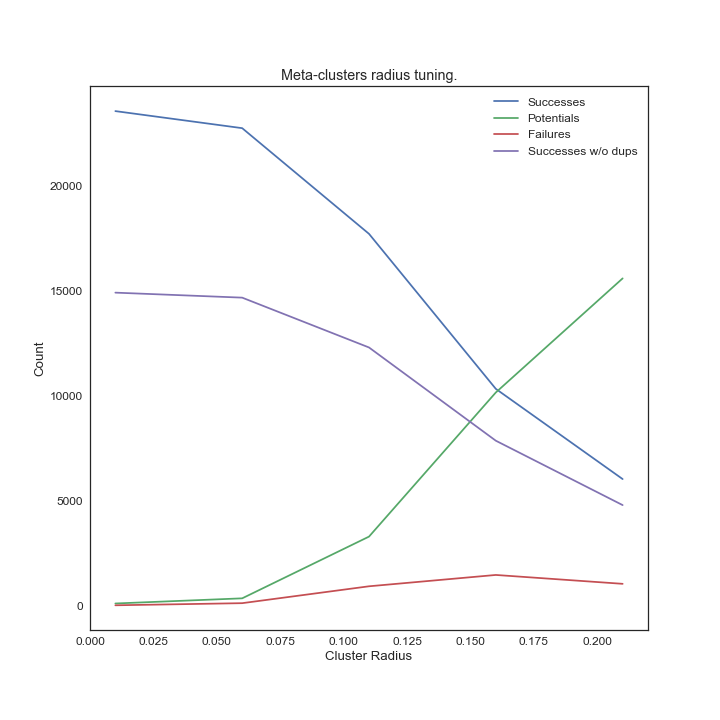 Meta-clusters radius tuning.
Successes
Potentials
Failures
Successes w/o dups
20000
15000
10000
5000
0
Count
0.000 0.025 0.050 0.075 0.100 0.125 0.150 0.175 0.200
Cluster Radius